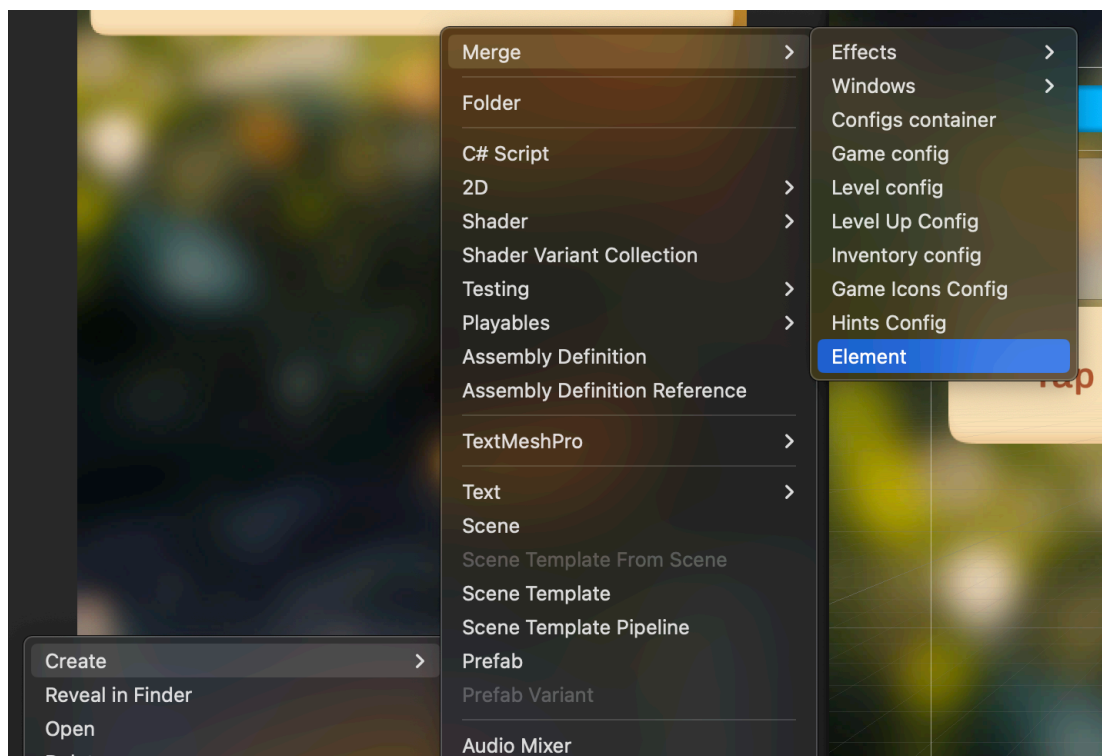 Merge
Folder
C# Script
2D
Shader
Shader Variant Collection
Testing
Playables
Assembly Definition
Assembly Definition Reference
TextMeshPro
Text
Scene
Scene Template From Scene
Scene Template
Scene Template Pipeline
Prefab
Prefab Variant
Audio Mixer
Effects
Windows
Configs container
Game config
Level config
Level Up Config
Inventory config
Game Icons Config
Hints Config
Element
Create
Reveal in Finder
Open